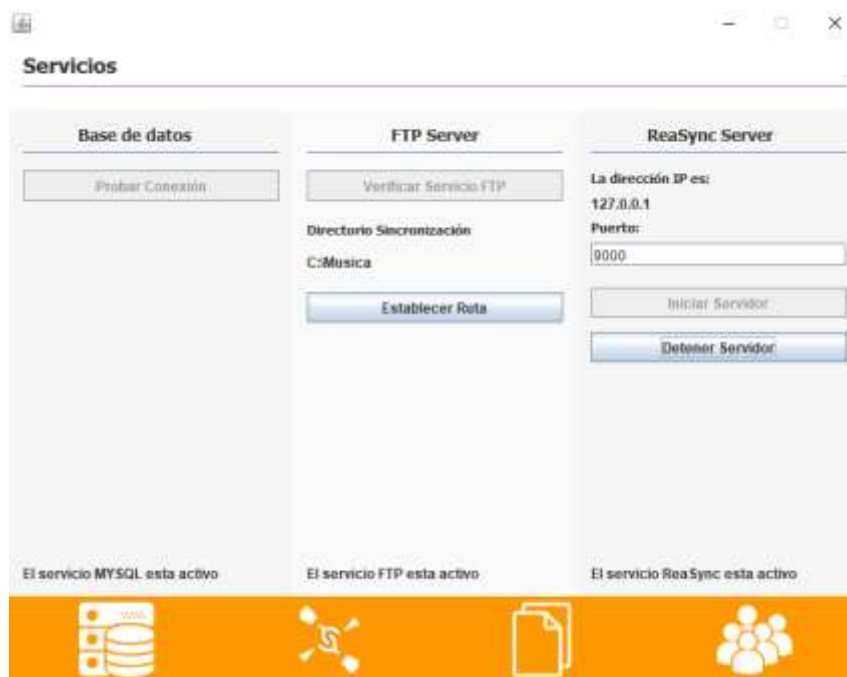 Servicios
Base de datos
Probar Conexión
El servicio MYSQL esta activo
FTP Server
Verificar Servicio FTP
Directorio Sincronización
C:Musica
Establecer Ruta
El servicio FTP esta activo
ReaSync Server
La dirección IP es:
127.0.0.1
Puerto:
9000
Iniciar Servidor
Detener Servidor
El servicio ReaSync esta activo